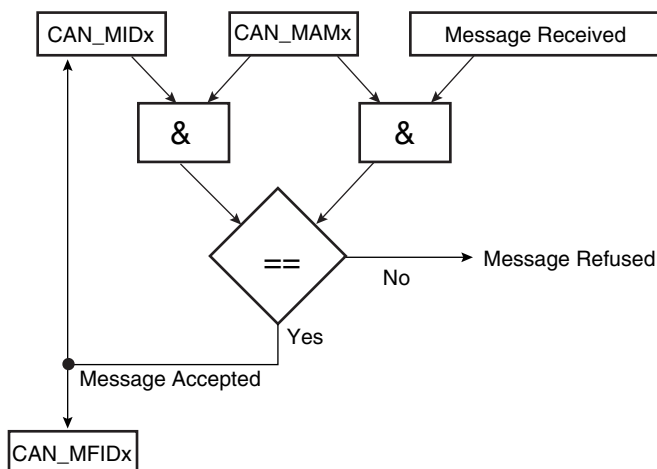 CAN_MIDx
CAN_MAMx
Message Received
&
&
==
No
Message Refused
Yes
Message Accepted
CAN_MFIDx